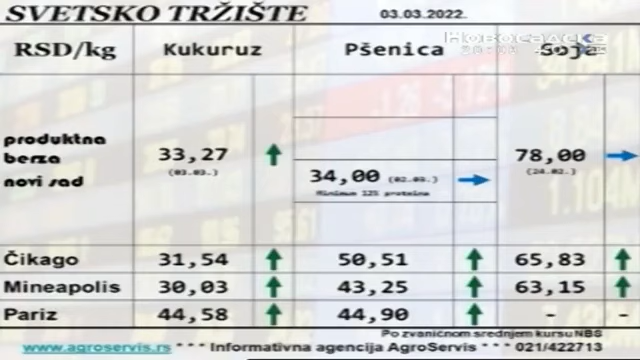 SVETSKO TRŽIŠTE 03.03.2022.
RSD/kg Kukuruz Pšenica Soja
produktna
berza 33,27 78,00
(03.03.) (24.02.)
novi sad 34,00 (02.03.)
Minimum 12% proteina
Čikago 31,54 50,51 65,83
Mineapolis 30,03 43,25 63,15
Pariz 44,58 44,90 - -
Po zvaničnom srednjem kursu NBS
www.agroservis.rs * * * Informativna agencija AgroServis * * * 021/422713